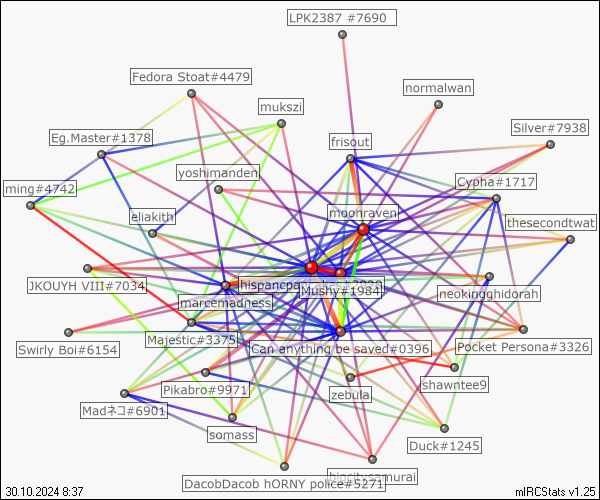 LPK2387 #7690
Fedora Stoat#4479
normalwan
mukszi
Silver#7938
Eg.Master#1378
frisout
yoshimanden
Cypha#1717
ming#4742
moonraven
eliakith
thesecondtwat
JKOUYH VIII#7034
Mushy#1984
neokingghidorah
marcemadness
Majestic#3375
Can anything be saved#0396
Pocket Persona#3326
Swirly Boi#6154
Pikabro#9971
zebula
shawntee9
Madネコ#6901
somass
Duck#1245
DacobDacob hORNY police#5271
30.10.2024 8:37
mIRCStats v1.25